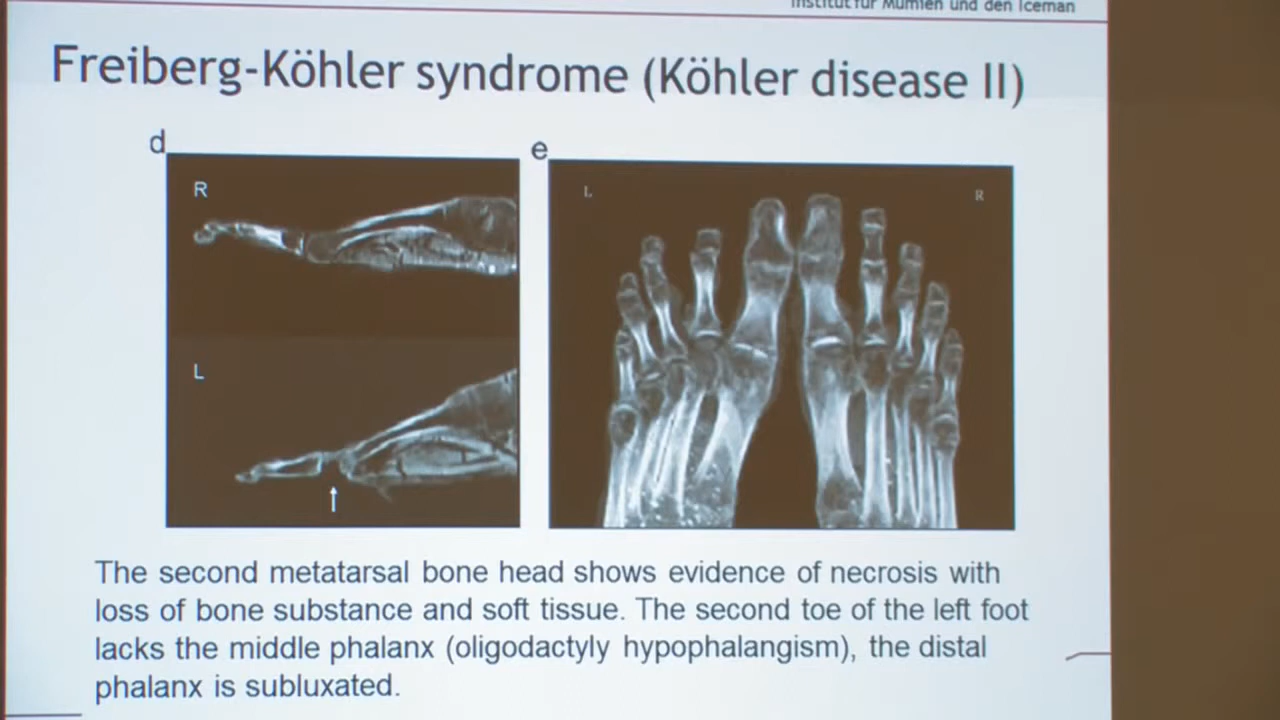 Institut für Mumien und den Iceman
Freiberg-Köhler syndrome (Köhler disease II)
d
e
R
L
R
L
The second metatarsal bone head shows evidence of necrosis with
loss of bone substance and soft tissue. The second toe of the left foot
lacks the middle phalanx (oligodactyly hypophalangism), the distal
phalanx is subluxated.